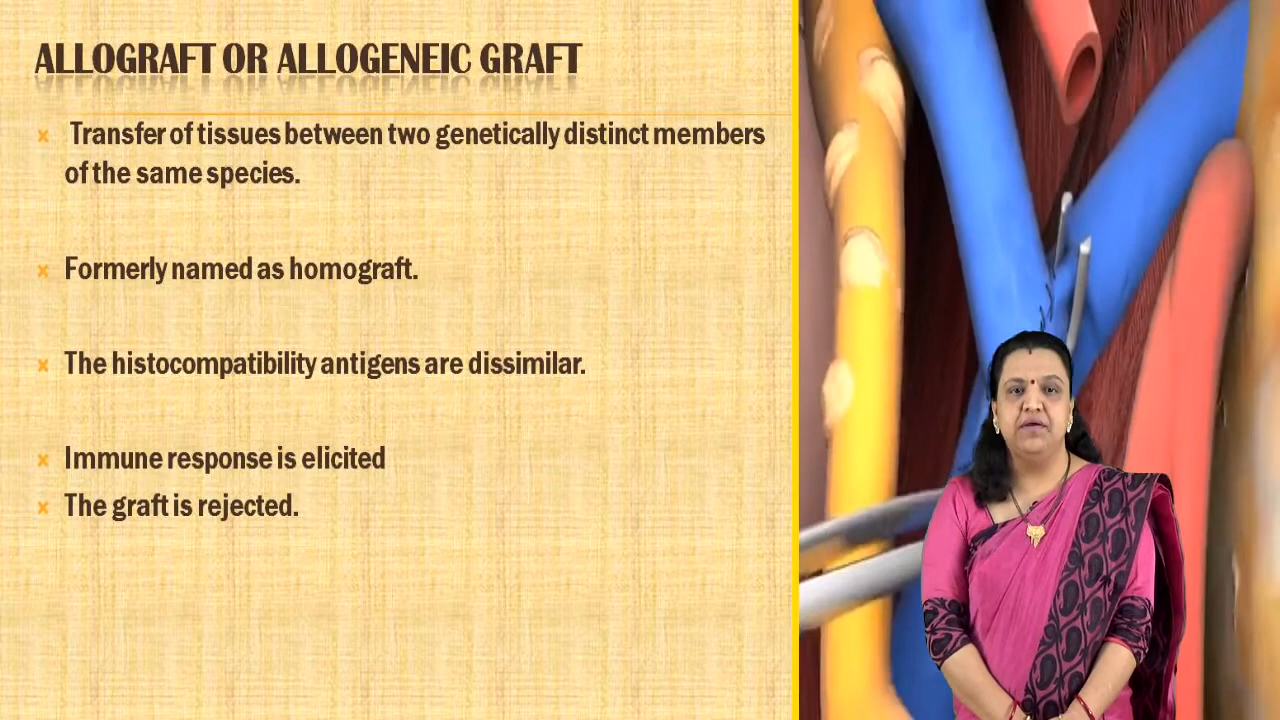 ALLOGRAFT OR ALLOGENEIC GRAFT
Transfer of tissues between two genetically distinct members
of the same species.
Formerly named as homograft.
The histocompatibility antigens are dissimilar.
Immune response is elicited
The graft is rejected.